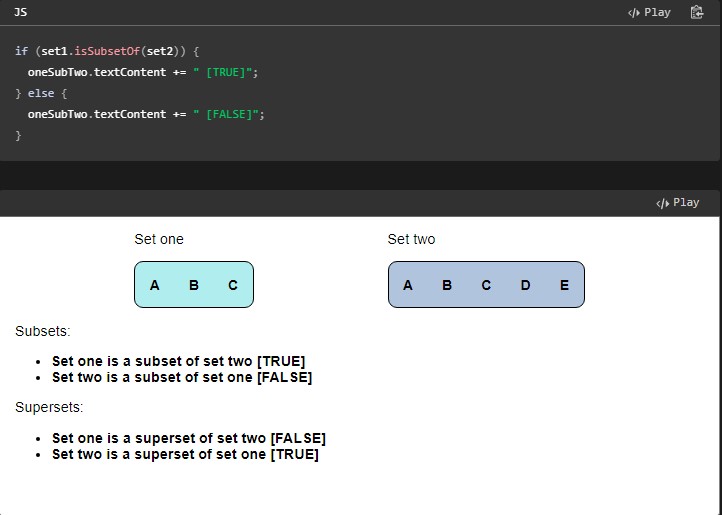 JS
Play
if (set1.isSubsetOf(set2)) {
  oneSubTwo.textContent += " [TRUE]";
} else {
  oneSubTwo.textContent += " [FALSE]";
}
Play
Set one Set two
A B C A B C D E
Subsets:
• Set one is a subset of set two [TRUE]
• Set two is a subset of set one [FALSE]
Supersets:
• Set one is a superset of set two [FALSE]
• Set two is a superset of set one [TRUE]